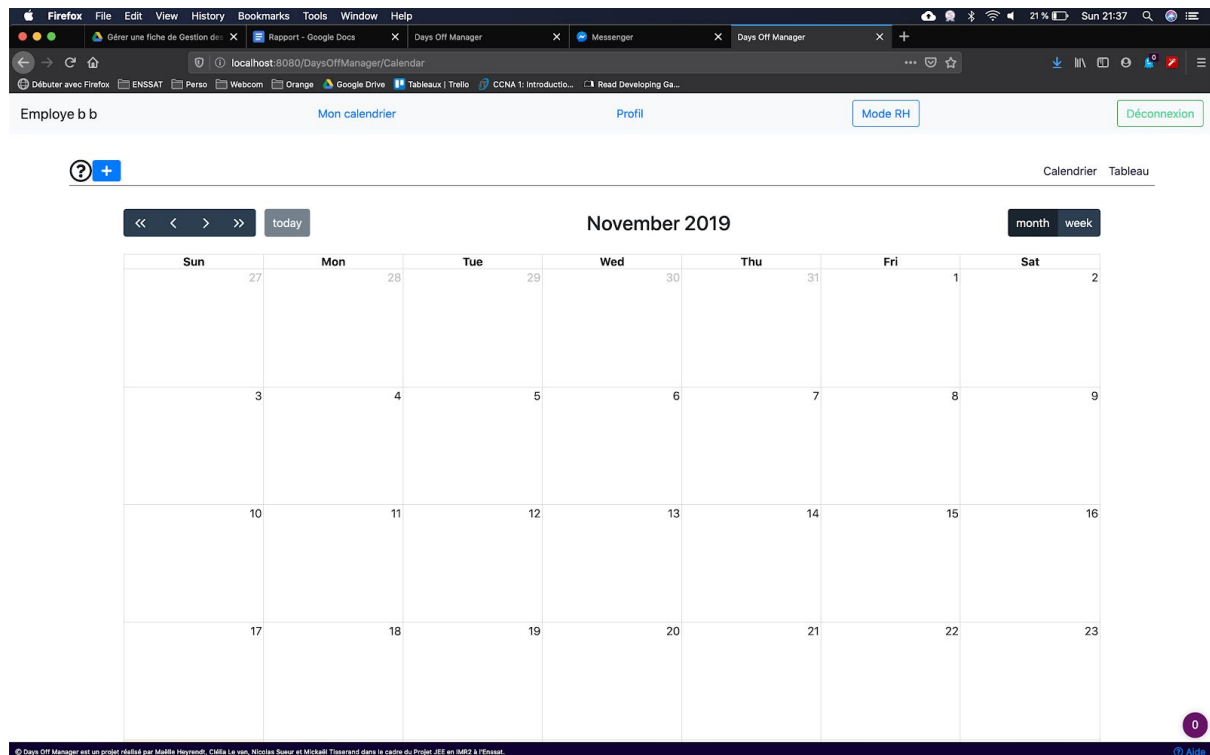 Firefox File Edit View History Bookmarks Tools Window Help 21 % Sun 21:37
Gérer une fiche de Gestion des Rapport - Google Docs Days Off Manager Messenger Days Off Manager
localhost:8080/DaysOffManager/Calendar
Débuter avec Firefox ENSSAT Perso Webcom Orange Google Drive Tableaux | Trello CCNA 1: Introductio... Read Developing Ga...
Employe b b Mon calendrier Profil Mode RH Déconnexion
? + Calendrier Tableau
« < > » today November 2019 month week
Sun Mon Tue Wed Thu Fri Sat
27 28 29 30 31 1 2
3 4 5 6 7 8 9
10 11 12 13 14 15 16
17 18 19 20 21 22 23
0
© Days Off Manager est un projet réalisé par Maëlle Heyrendt, Clélia Le van, Nicolas Sueur et Mickaël Tisserand dans le cadre du Projet JEE en IMR2 à l'Enssat. Aide